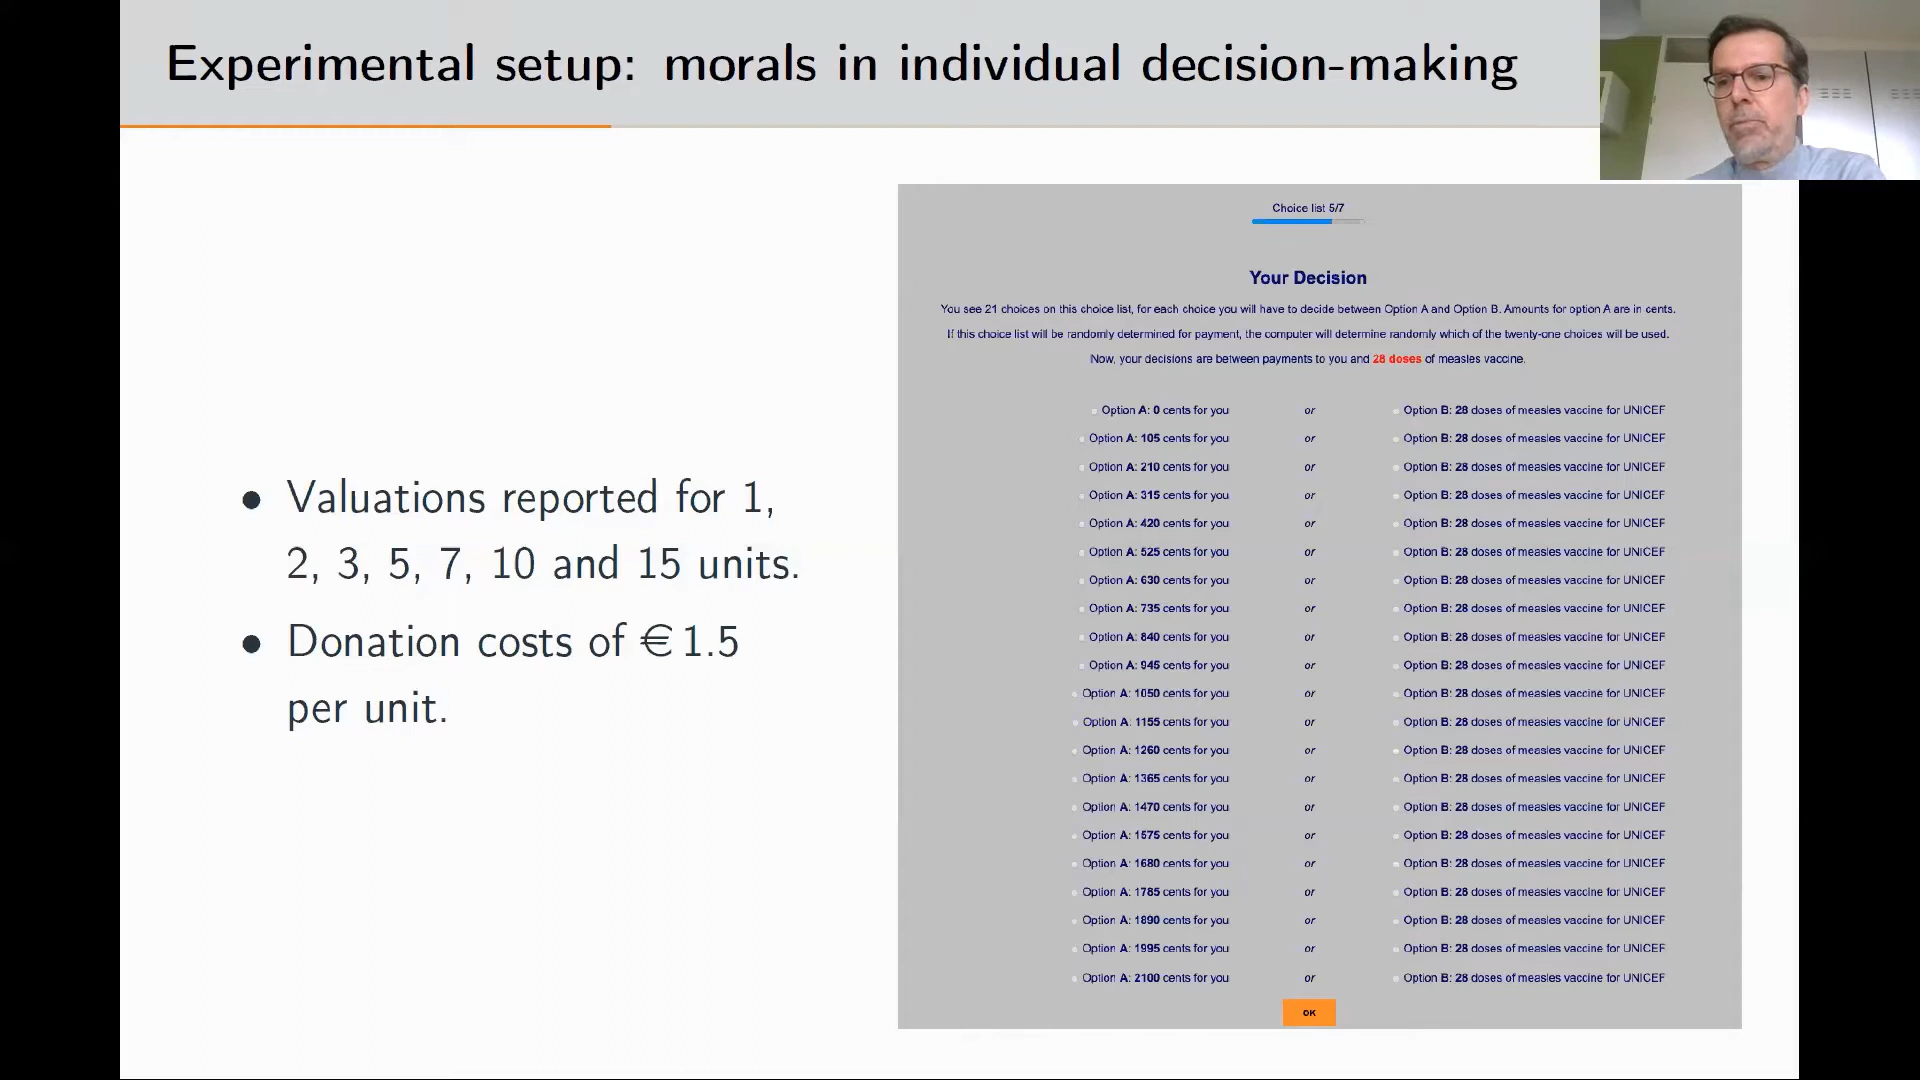 Experimental setup: morals in individual decision-making
• Valuations reported for 1,
2, 3, 5, 7, 10 and 15 units.
• Donation costs of €1.5
per unit.
Choice list 5/7
Your Decision
You see 21 choices on this choice list, for each choice you will have to decide between Option A and Option B. Amounts for option A are in cents.
If this choice list will be randomly determined for payment, the computer will determine randomly which of the twenty-one choices will be used.
Now, your decisions are between payments to you and 28 doses of measles vaccine.
Option A: 0 cents for you or Option B: 28 doses of measles vaccine for UNICEF
Option A: 105 cents for you or Option B: 28 doses of measles vaccine for UNICEF
Option A: 210 cents for you or Option B: 28 doses of measles vaccine for UNICEF
Option A: 315 cents for you or Option B: 28 doses of measles vaccine for UNICEF
Option A: 420 cents for you or Option B: 28 doses of measles vaccine for UNICEF
Option A: 525 cents for you or Option B: 28 doses of measles vaccine for UNICEF
Option A: 630 cents for you or Option B: 28 doses of measles vaccine for UNICEF
Option A: 735 cents for you or Option B: 28 doses of measles vaccine for UNICEF
Option A: 840 cents for you or Option B: 28 doses of measles vaccine for UNICEF
Option A: 945 cents for you or Option B: 28 doses of measles vaccine for UNICEF
Option A: 1050 cents for you or Option B: 28 doses of measles vaccine for UNICEF
Option A: 1155 cents for you or Option B: 28 doses of measles vaccine for UNICEF
Option A: 1260 cents for you or Option B: 28 doses of measles vaccine for UNICEF
Option A: 1365 cents for you or Option B: 28 doses of measles vaccine for UNICEF
Option A: 1470 cents for you or Option B: 28 doses of measles vaccine for UNICEF
Option A: 1575 cents for you or Option B: 28 doses of measles vaccine for UNICEF
Option A: 1680 cents for you or Option B: 28 doses of measles vaccine for UNICEF
Option A: 1785 cents for you or Option B: 28 doses of measles vaccine for UNICEF
Option A: 1890 cents for you or Option B: 28 doses of measles vaccine for UNICEF
Option A: 1995 cents for you or Option B: 28 doses of measles vaccine for UNICEF
Option A: 2100 cents for you or Option B: 28 doses of measles vaccine for UNICEF
OK